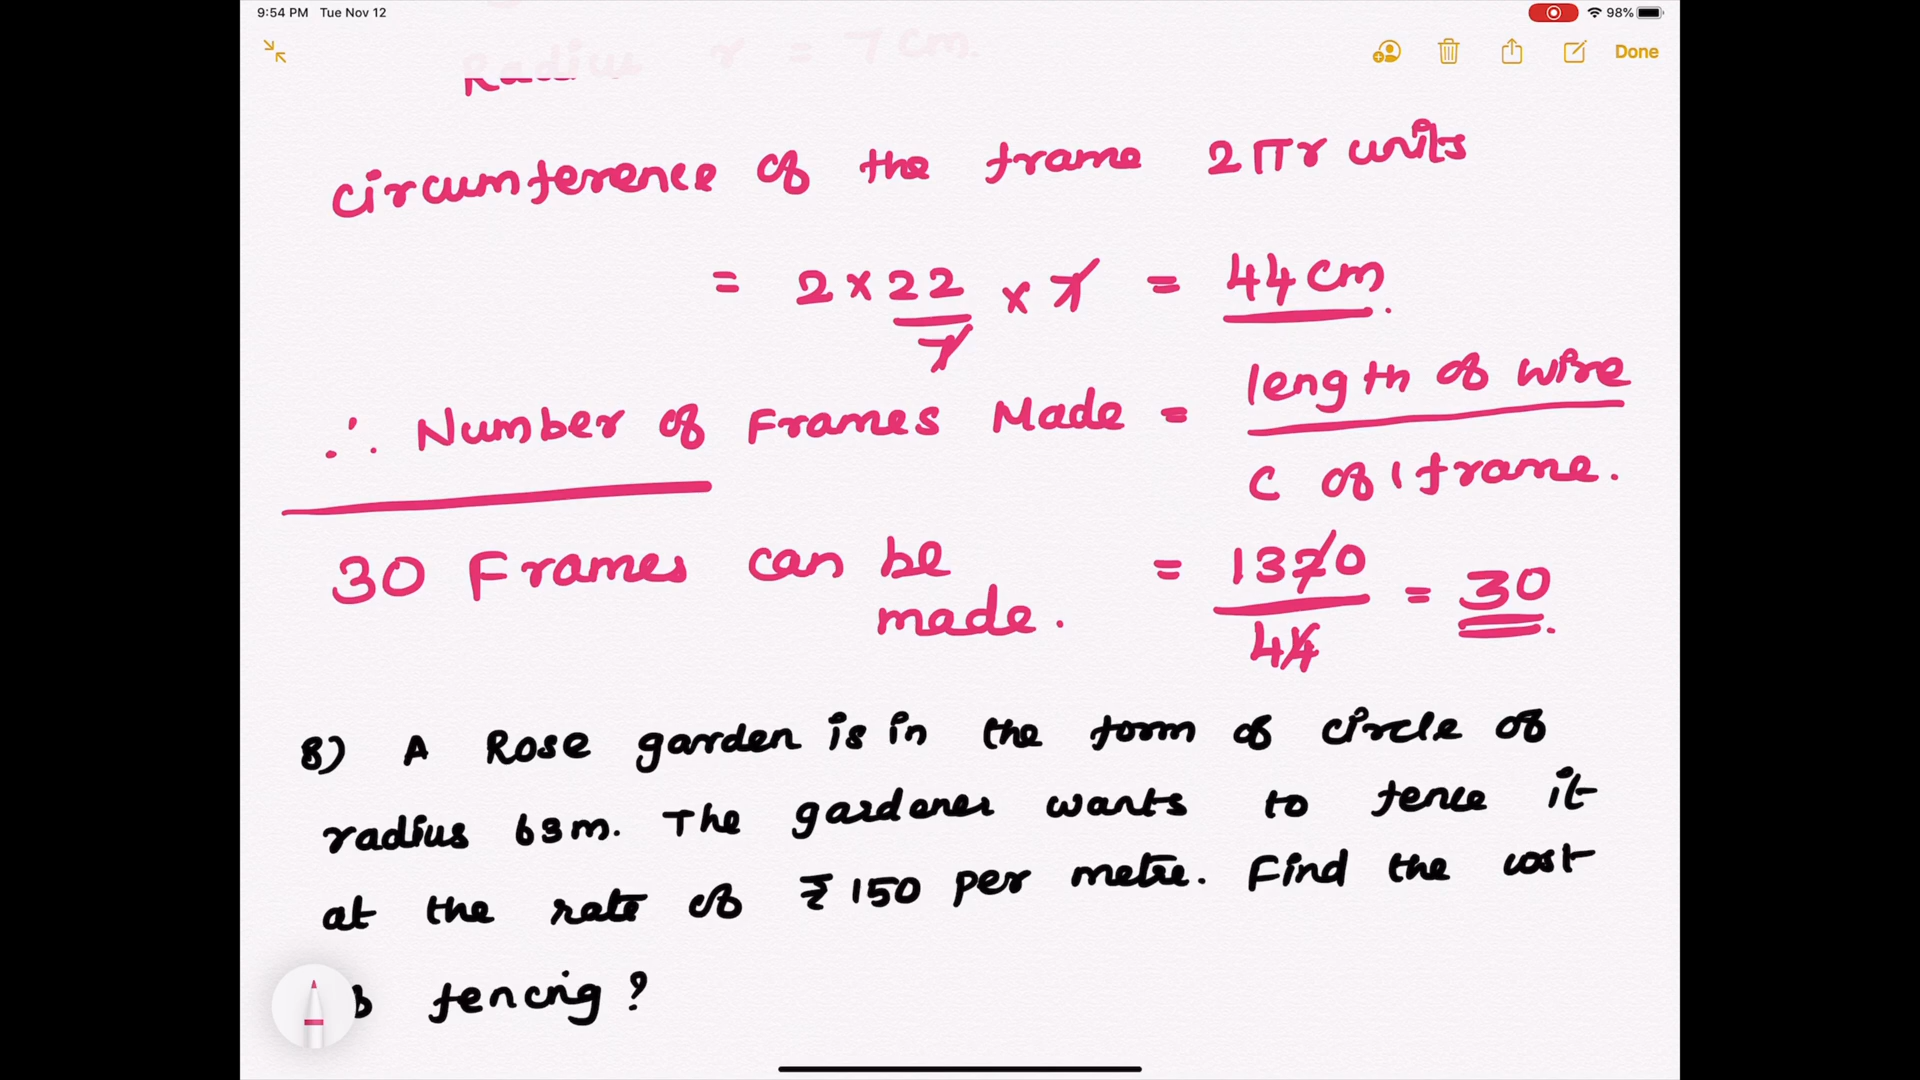 9:54 PM Tue Nov 12
98%
Done
Radius r = 7 cm.
circumference of the frame 2πr units
= 2 × 22/7 × 7 = 44 cm.
∴ Number of Frames Made = length of wire / C of 1 frame.
30 Frames can be made. = 1320/44 = 30.
8) A Rose garden is in the form of circle of
radius 63m. The gardener wants to fence it
at the rate of ₹150 per metre. Find the cost
fencing?